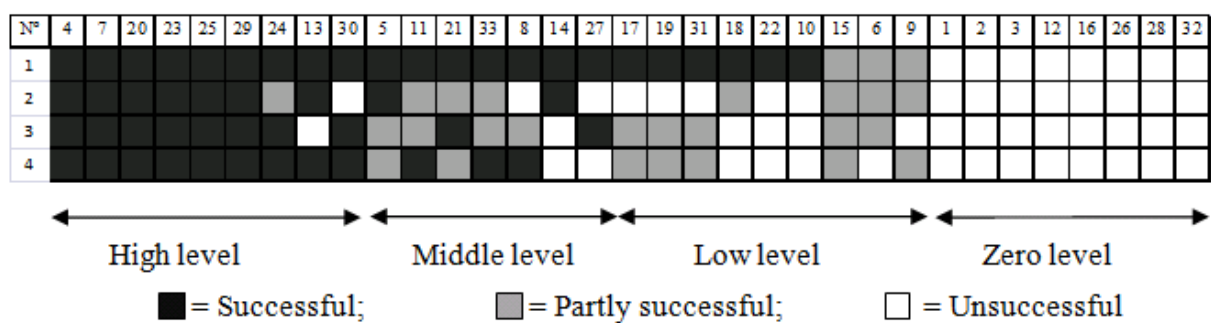 N° 4 7 20 23 25 29 24 13 30 5 11 21 33 8 14 27 17 19 31 18 22 10 15 6 9 1 2 3 12 16 26 28 32
1
2
3
4
High level Middle level Low level Zero level
= Successful; = Partly successful; = Unsuccessful